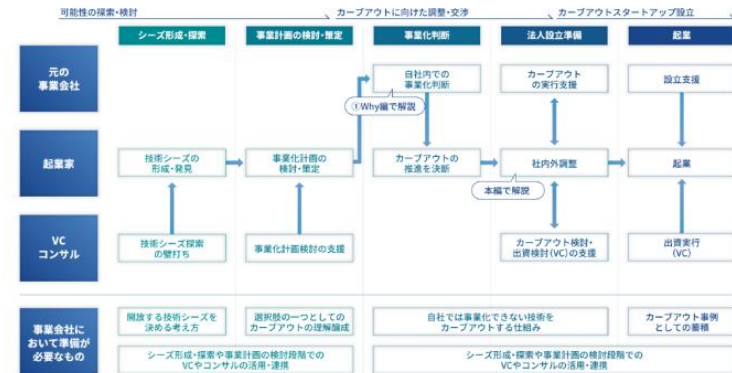 可能性の探索・検討
カーブアウトに向けた調整・交渉
カーブアウトスタートアップ設立
シーズ形成・探索
事業計画の検討・策定
事業化判断
法人設立準備
起業
元の
事業会社
自社内での
事業化判断
カーブアウト
の実行支援
設立支援
①Why編で解説
起業家
技術シーズの
形成・発見
事業化計画の
検討・策定
カーブアウトの
推進を決断
社内外調整
起業
本編で解説
VC
コンサル
技術シーズ探索
の壁打ち
事業化計画検討の支援
カーブアウト検討・
出資検討(VC)の支援
出資実行
(VC)
事業会社に
おいて準備が
必要なもの
開放する技術シーズを
決める考え方
選択肢の一つとしての
カーブアウトの理解醸成
自社では事業化できない技術を
カーブアウトする仕組み
カーブアウト事例
としての蓄積
シーズ形成・探索や事業計画の検討段階での
VCやコンサルの活用・連携
シーズ形成・探索や事業計画の検討段階での
VCやコンサルの活用・連携